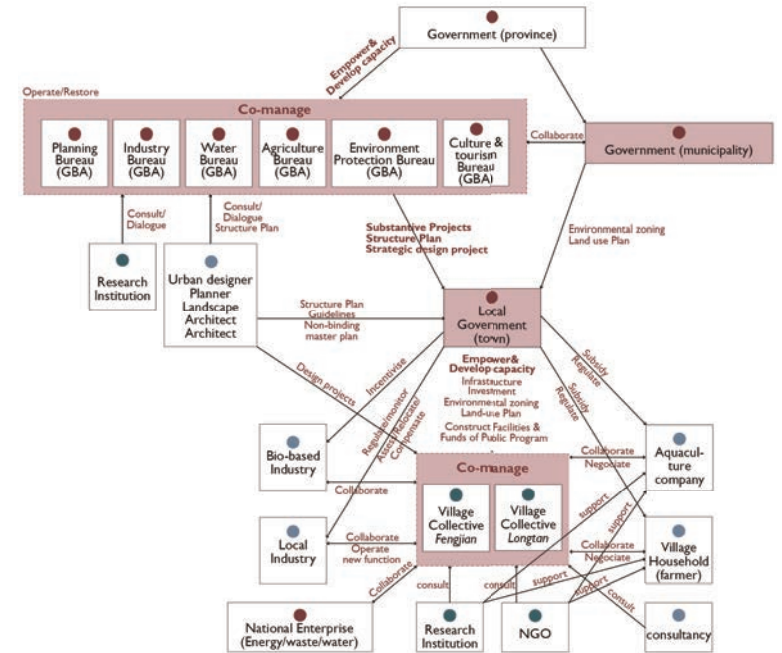 Government (province)
Empower&
Develop capacity
Operate/Restore
Co-manage
Planning
Bureau
(GBA)
Industry
Bureau
(GBA)
Water
Bureau
(GBA)
Agriculture
Bureau
(GBA)
Environment
Protection Bureau
(GBA)
Culture &
tourism
Bureau
(GBA)
Collaborate
Government (municipality)
Consult/
Dialogue
Consult/
Dialogue
Structure Plan
Substantive Projects
Structure Plan
Strategic design project
Environmental zoning
Land use Plan
Research
Institution
Urban designer
Planner
Landscape
Architect
Architect
Structure Plan
Guidelines
Non-binding
master plan
Local
Government
(town)
Design projects
Incentivise
Regulate/monitor
Assess/Relocate/
Compensate
Empower&
Develop capacity
Infrastructure
Investment
Environmental zoning
Land-use Plan
Construct Facilities &
Funds of Public Program
Subsidy
Regulate
Subsidy
Regulate
Bio-based
Industry
Collaborate
Co-manage
Village
Collective
Fengjian
Village
Collective
Longtan
Collaborate
Negociate
Aquacul-
ture
company
Local
Industry
Collaborate
Operate
new function
support
support
Collaborate
Negociate
Village
Household
(farmer)
Collaborate
consult
consult
support
support
consult
National Enterprise
(Energy/waste/water)
Research
Institution
NGO
consultancy